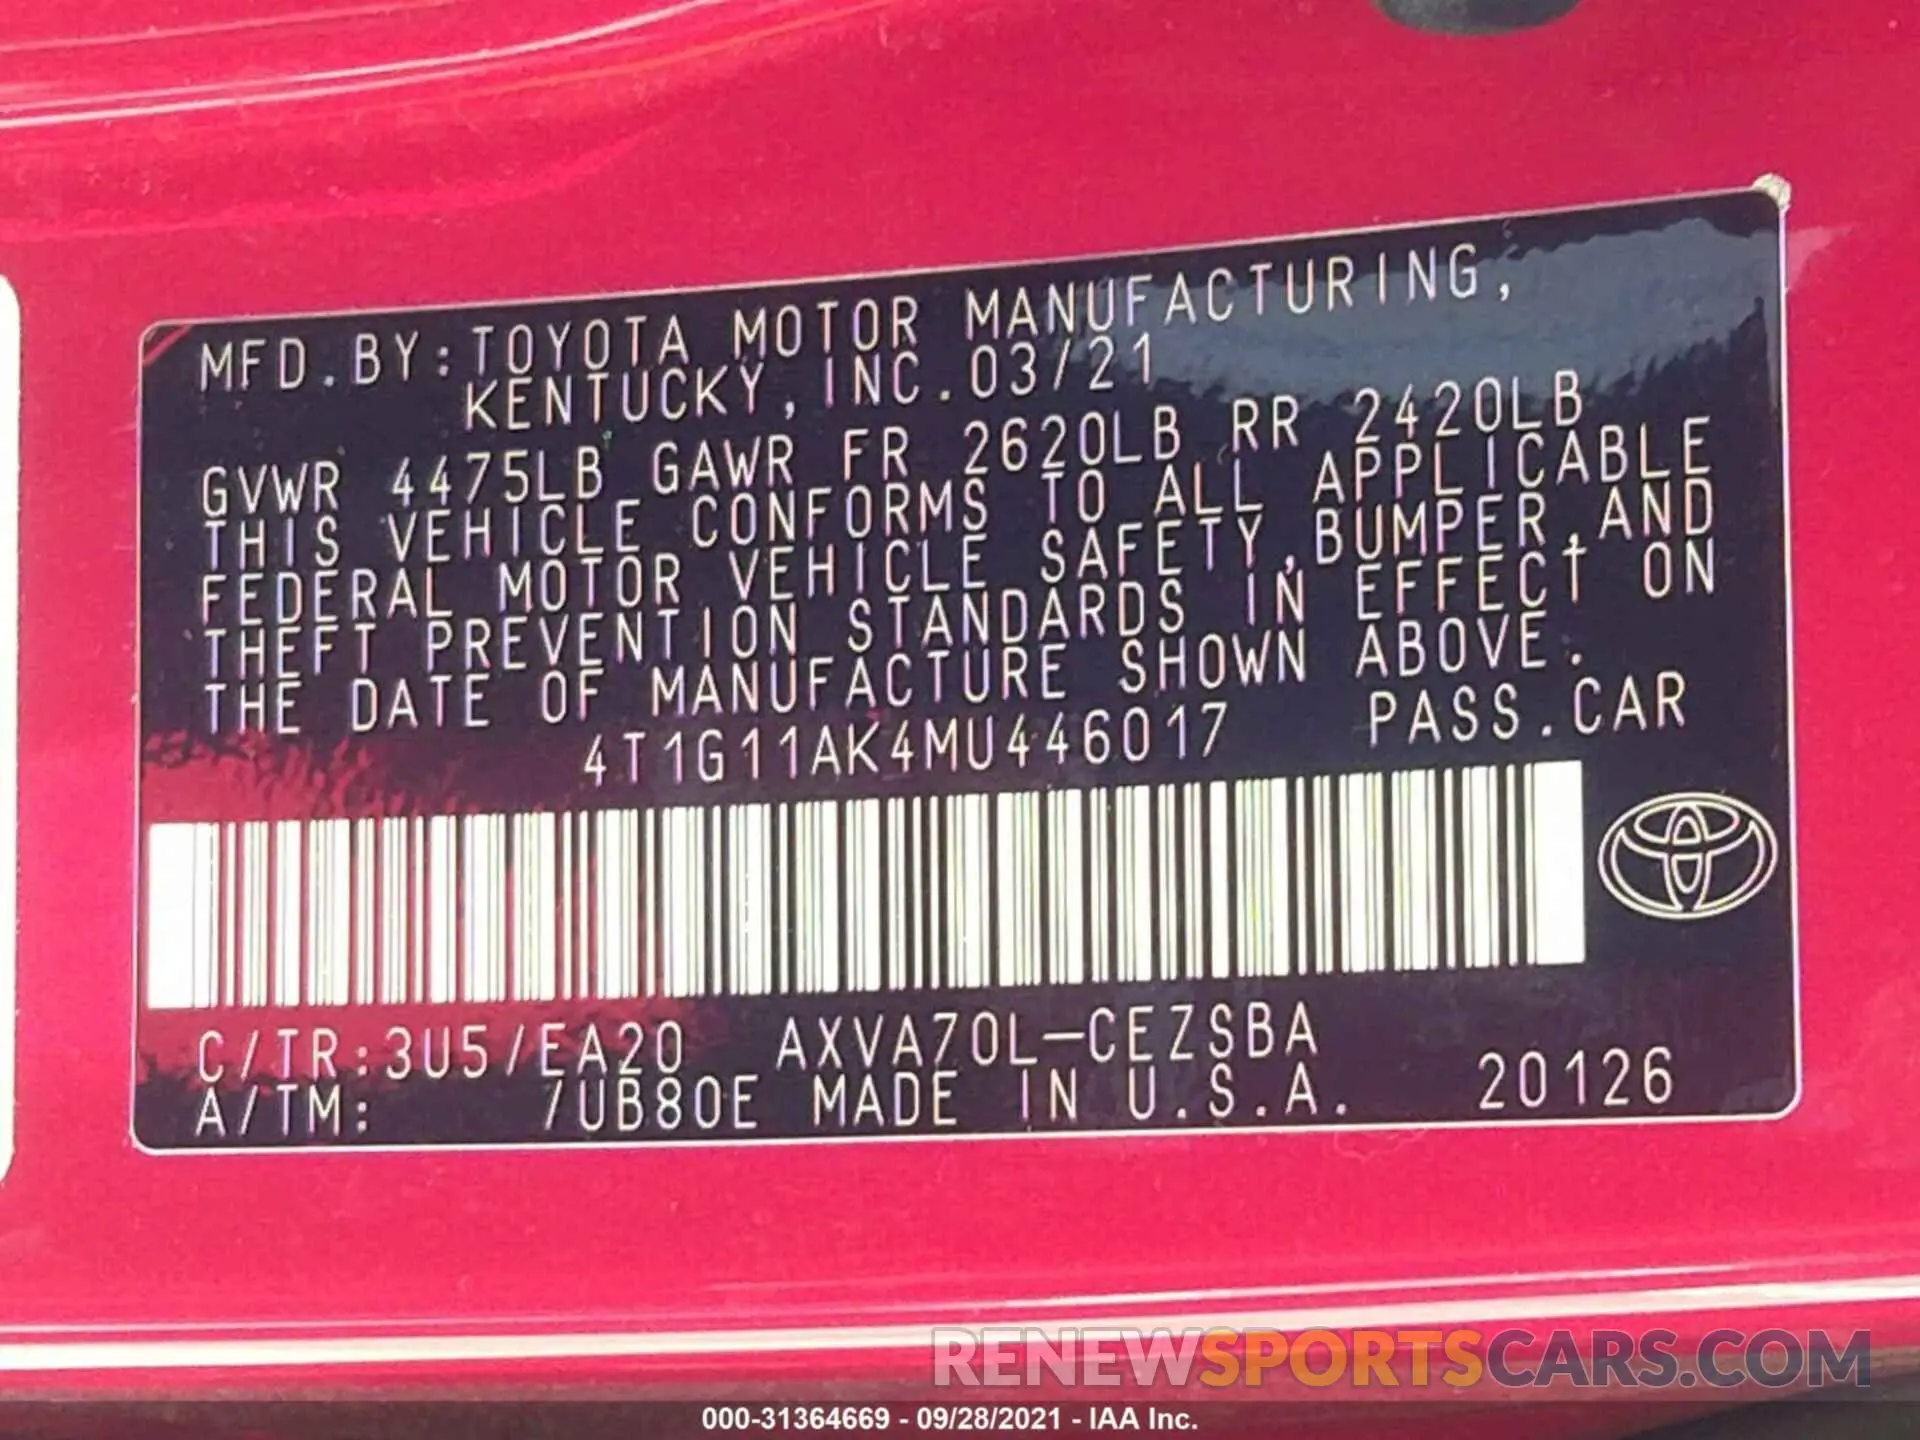 MFD.BY:TOYOTA MOTOR MANUFACTURING,
KENTUCKY, INC.03/21
GVWR 4475LB GAWR FR 2620LB RR 2420LB
THIS VEHICLE CONFORMS TO ALL APPLICABLE
FEDERAL MOTOR VEHICLE SAFETY,BUMPER,AND
THEFT PREVENTION STANDARDS IN EFFECT ON
THE DATE OF MANUFACTURE SHOWN ABOVE.
4T1G11AK4MU446017 PASS.CAR
C/TR:3U5/EA20 AXVA70L-CEZSBA
A/TM: /UB80E MADE IN U.S.A. 20126
RENEWSPORTSCARS.COM
000-31364669 - 09/28/2021 - IAA Inc.